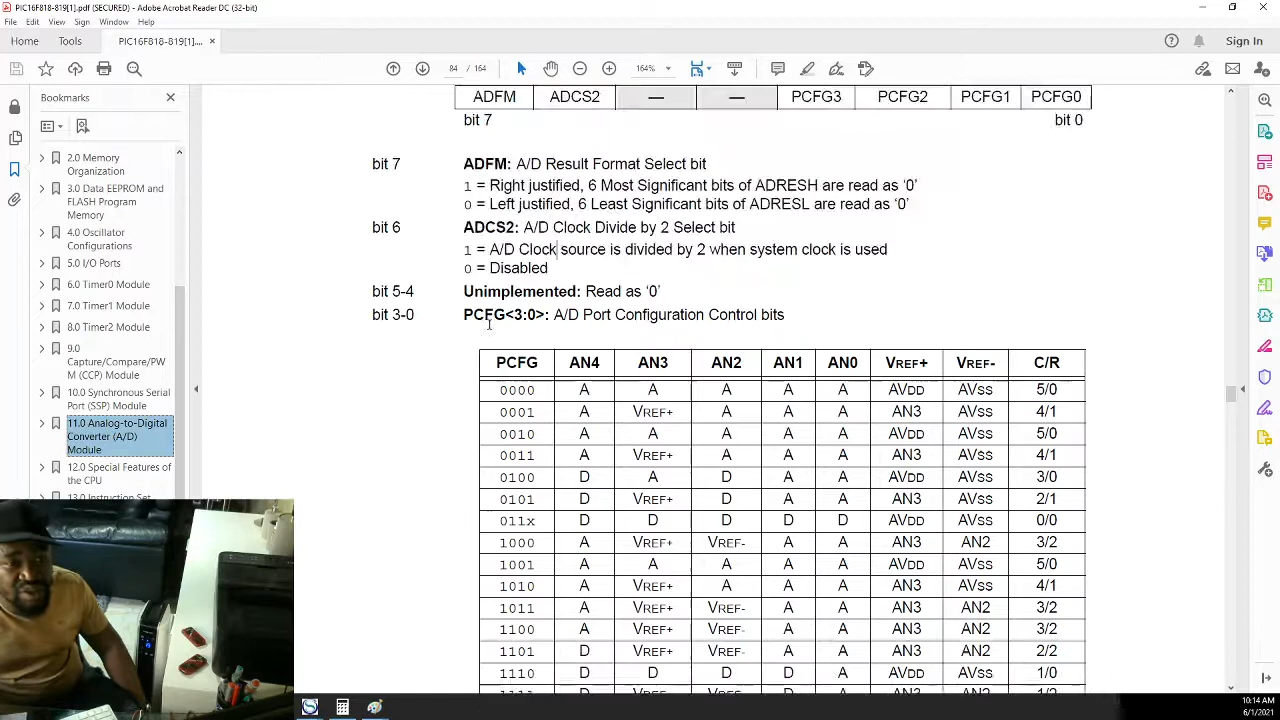 PIC16F818-819[1].pdf (SECURED) - Adobe Acrobat Reader DC (32-bit)
File Edit View Sign Window Help
Home Tools PIC16F818-819[1].... × Sign In
84 / 164 164%
Bookmarks
2.0 Memory
Organization
3.0 Data EEPROM and
FLASH Program
Memory
4.0 Oscillator
Configurations
5.0 I/O Ports
6.0 Timer0 Module
7.0 Timer1 Module
8.0 Timer2 Module
9.0
Capture/Compare/PW
M (CCP) Module
10.0 Synchronous Serial
Port (SSP) Module
11.0 Analog-to-Digital
Converter (A/D)
Module
12.0 Special Features of
the CPU
13.0 Instruction Set
ADFM ADCS2 — — PCFG3 PCFG2 PCFG1 PCFG0
bit 7 bit 0
bit 7 ADFM: A/D Result Format Select bit
1 = Right justified, 6 Most Significant bits of ADRESH are read as ‘0’
0 = Left justified, 6 Least Significant bits of ADRESL are read as ‘0’
bit 6 ADCS2: A/D Clock Divide by 2 Select bit
1 = A/D Clock source is divided by 2 when system clock is used
0 = Disabled
bit 5-4 Unimplemented: Read as ‘0’
bit 3-0 PCFG<3:0>: A/D Port Configuration Control bits
PCFG AN4 AN3 AN2 AN1 AN0 VREF+ VREF- C/R
0000 A A A A A AVDD AVSS 5/0
0001 A VREF+ A A A AN3 AVSS 4/1
0010 A A A A A AVDD AVSS 5/0
0011 A VREF+ A A A AN3 AVSS 4/1
0100 D A D A A AVDD AVSS 3/0
0101 D VREF+ D A A AN3 AVSS 2/1
011x D D D D D AVDD AVSS 0/0
1000 A VREF+ VREF- A A AN3 AN2 3/2
1001 A A A A A AVDD AVSS 5/0
1010 A VREF+ A A A AN3 AVSS 4/1
1011 A VREF+ VREF- A A AN3 AN2 3/2
1100 A VREF+ VREF- A A AN3 AN2 3/2
1101 D VREF+ VREF- A A AN3 AN2 2/2
1110 D D D D A AVDD AVSS 1/0
10:14 AM
6/1/2021